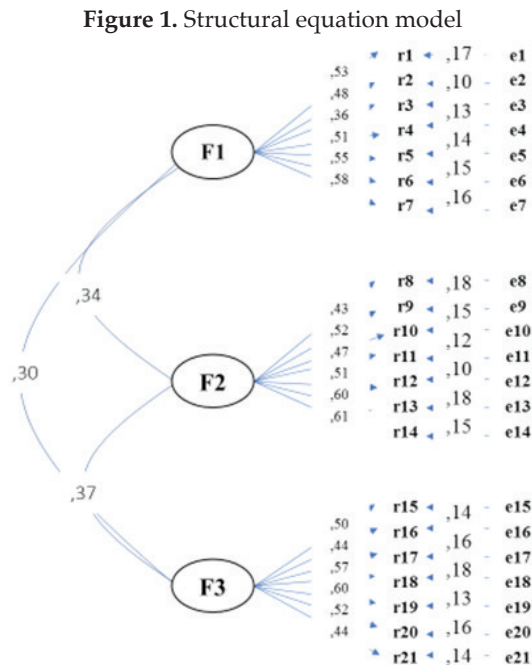 Figure 1. Structural equation model
r1 ,17 e1
,53
r2 ,10 e2
,48
r3 ,13 e3
,36
F1
,51 r4 ,14 e4
,55 r5 ,15 e5
,58 r6 ,16 e6
r7 e7
,34
r8 ,18 e8
,43 r9 ,15 e9
,52 r10 ,12 e10
,30
,47 r11 ,10 e11
F2
,51 r12 ,18 e12
,60
,61 r13 ,15 e13
r14 e14
,37
r15 ,14 e15
,50 r16 ,16 e16
,44 r17 ,18 e17
,57
F3
,60 r18 ,13 e18
,52 r19 ,16 e19
,44 r20 ,14 e20
r21 e21